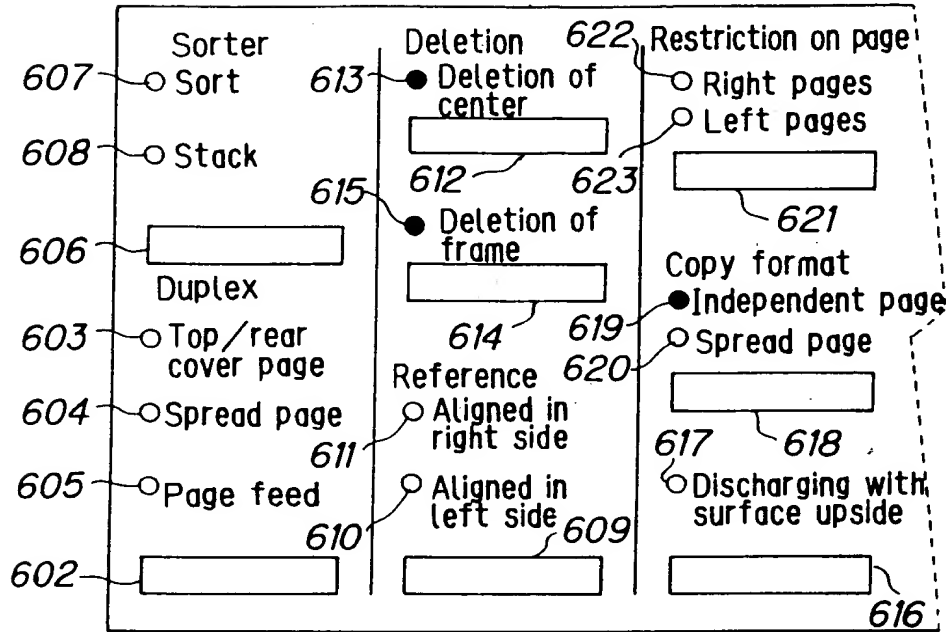 Sorter
607
Sort
608
Stack
606
Duplex
603
Top/rear
cover page
604
Spread page
605
Page feed
602
Deletion
613
Deletion of
center
612
615
Deletion of
frame
614
Reference
611
Aligned in
right side
610
Aligned in
left side
609
622
Restriction on page
Right pages
Left pages
623
621
Copy format
619
Independent page
620
Spread page
618
617
Discharging with
surface upside
616